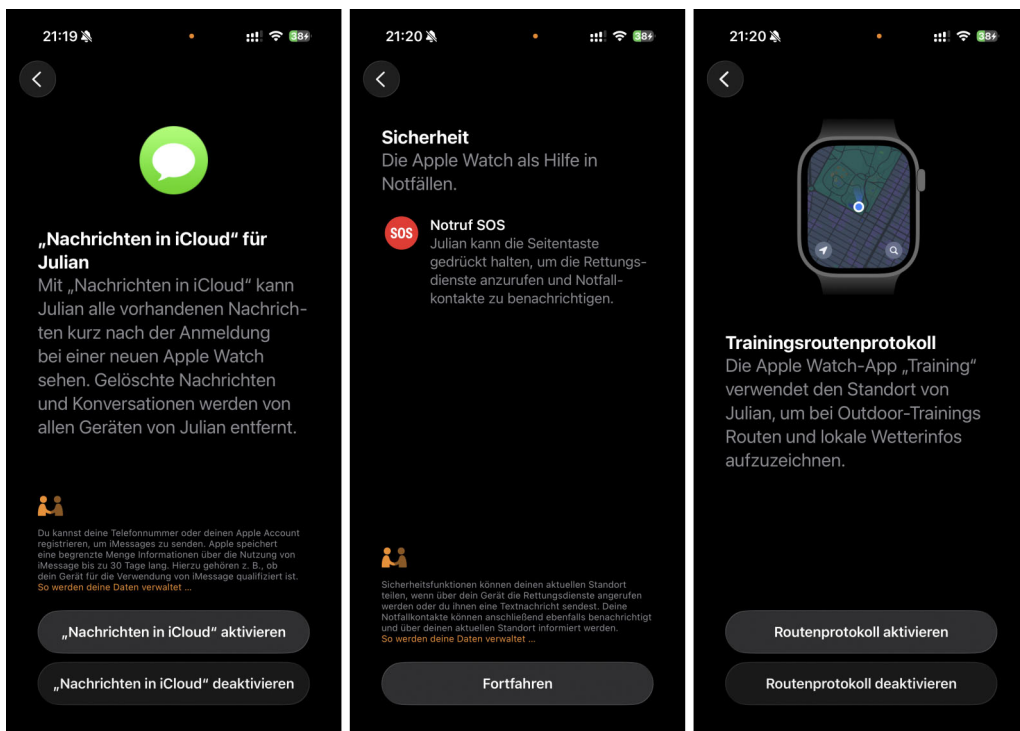 21:19
38
„Nachrichten in iCloud“ für
Julian
Mit „Nachrichten in iCloud“ kann
Julian alle vorhandenen Nachrich-
ten kurz nach der Anmeldung
bei einer neuen Apple Watch
sehen. Gelöschte Nachrichten
und Konversationen werden von
allen Geräten von Julian entfernt.
Du kannst deine Telefonnummer oder deinen Apple Account
registrieren, um iMessages zu senden. Apple speichert
eine begrenzte Menge Informationen über die Nutzung von
iMessage bis zu 30 Tage lang. Hierzu gehören z. B., ob
dein Gerät für die Verwendung von iMessage qualifiziert ist.
So werden deine Daten verwaltet ...
„Nachrichten in iCloud“ aktivieren
„Nachrichten in iCloud“ deaktivieren
21:20
38
Sicherheit
Die Apple Watch als Hilfe in
Notfällen.
SOS
Notruf SOS
Julian kann die Seitentaste
gedrückt halten, um die Rettungs-
dienste anzurufen und Notfall-
kontakte zu benachrichtigen.
Sicherheitsfunktionen können deinen aktuellen Standort
teilen, wenn über dein Gerät die Rettungsdienste angerufen
werden oder du ihnen eine Textnachricht sendest. Deine
Notfallkontakte können anschließend ebenfalls benachrichtigt
und über deinen aktuellen Standort informiert werden.
So werden deine Daten verwaltet ...
Fortfahren
21:20
38
Trainingsroutenprotokoll
Die Apple Watch-App „Training“
verwendet den Standort von
Julian, um bei Outdoor-Trainings
Routen und lokale Wetterinfos
aufzuzeichnen.
Routenprotokoll aktivieren
Routenprotokoll deaktivieren